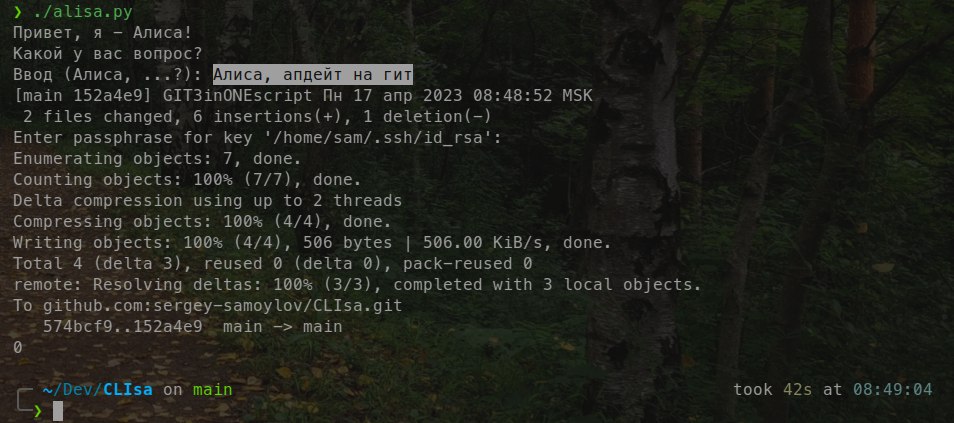 ❯ ./alisa.py
Привет, я - Алиса!
Какой у вас вопрос?
Ввод (Алиса, ...?): Алиса, апдейт на гит
[main 152a4e9] GIT3inONEscript Пн 17 апр 2023 08:48:52 MSK
 2 files changed, 6 insertions(+), 1 deletion(-)
Enter passphrase for key '/home/sam/.ssh/id_rsa':
Enumerating objects: 7, done.
Counting objects: 100% (7/7), done.
Delta compression using up to 2 threads
Compressing objects: 100% (4/4), done.
Writing objects: 100% (4/4), 506 bytes | 506.00 KiB/s, done.
Total 4 (delta 3), reused 0 (delta 0), pack-reused 0
remote: Resolving deltas: 100% (3/3), completed with 3 local objects.
To github.com:sergey-samoylov/CLIsa.git
   574bcf9..152a4e9  main -> main
0
~/Dev/CLIsa on main took 42s at 08:49:04
❯